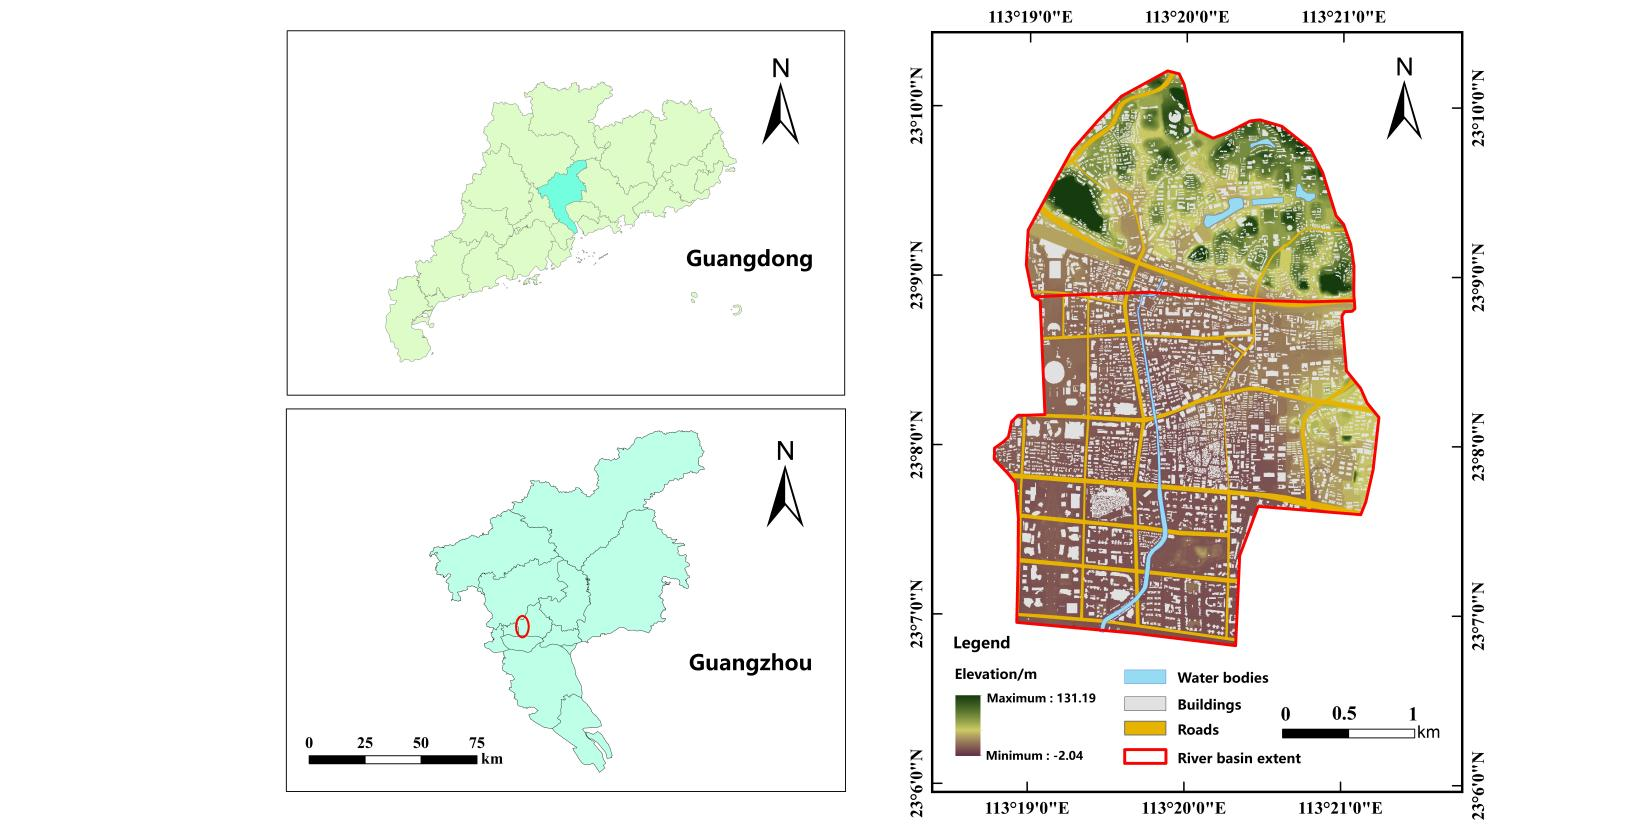 N
Guangdong
N
Guangzhou
0 25 50 75
km
113°19'0"E 113°20'0"E 113°21'0"E
23°10'0"N 23°10'0"N
23°9'0"N 23°9'0"N
23°8'0"N 23°8'0"N
23°7'0"N 23°7'0"N
23°6'0"N 23°6'0"N
N
Legend
Elevation/m
Maximum : 131.19
Minimum : -2.04
Water bodies
Buildings
Roads
River basin extent
0 0.5 1
km
113°19'0"E 113°20'0"E 113°21'0"E